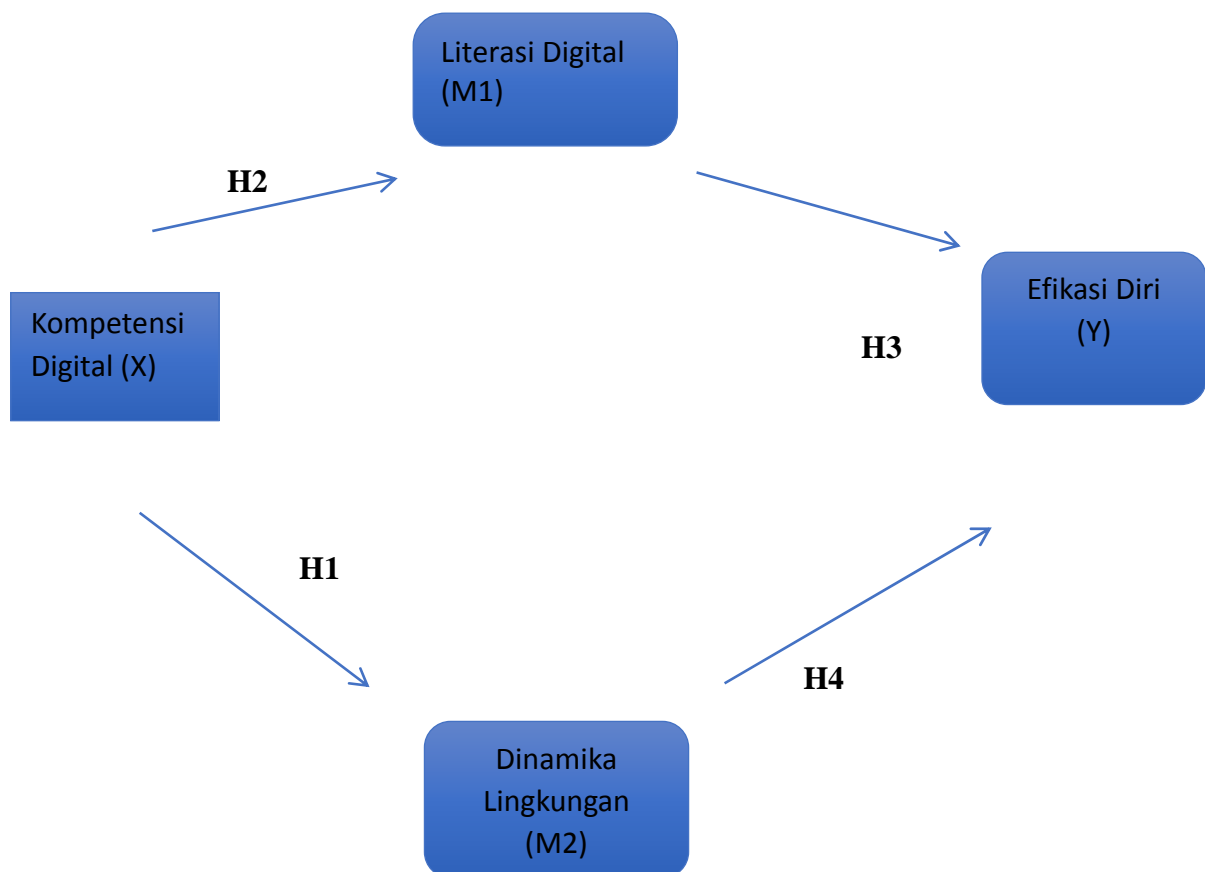 Literasi Digital
(M1)
H2
Kompetensi
Digital (X)
Efikasi Diri
(Y)
H3
H1
H4
Dinamika
Lingkungan
(M2)